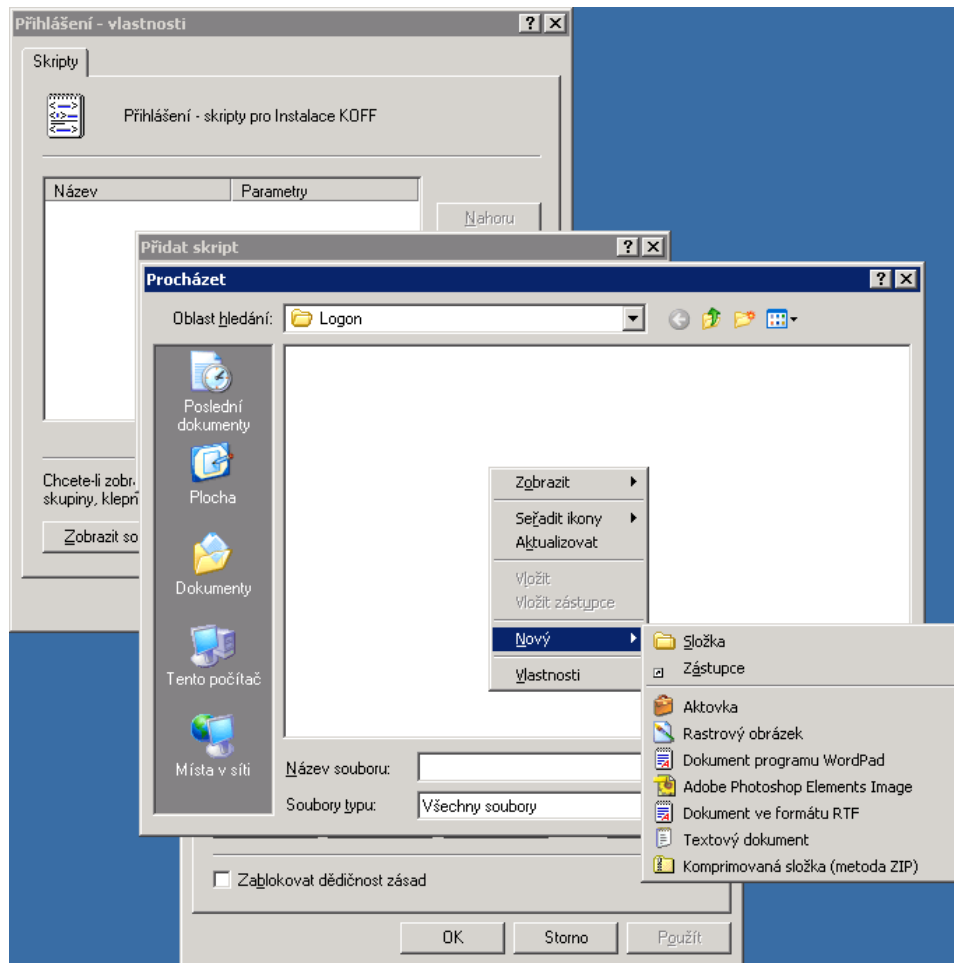 Přihlášení - vlastnosti
Skripty
Přihlášení - skripty pro Instalace KOFF
Název Parametry
Nahoru
Přidat skript
Procházet
Oblast hledání: Logon
Poslední
dokumenty
Plocha
Dokumenty
Tento počítač
Místa v síti
Chcete-li
skupiny,
Zobrazit
Zobrazit
Seřadit ikony
Aktualizovat
Vložit
Vložit zástupce
Nový
Vlastnosti
Složka
Zástupce
Aktovka
Rastrový obrázek
Dokument programu WordPad
Adobe Photoshop Elements Image
Dokument ve formátu RTF
Textový dokument
Komprimovaná složka (metoda ZIP)
Název souboru:
Soubory typu: Všechny soubory
Zablokovat dědičnost zásad
OK Storno Použít